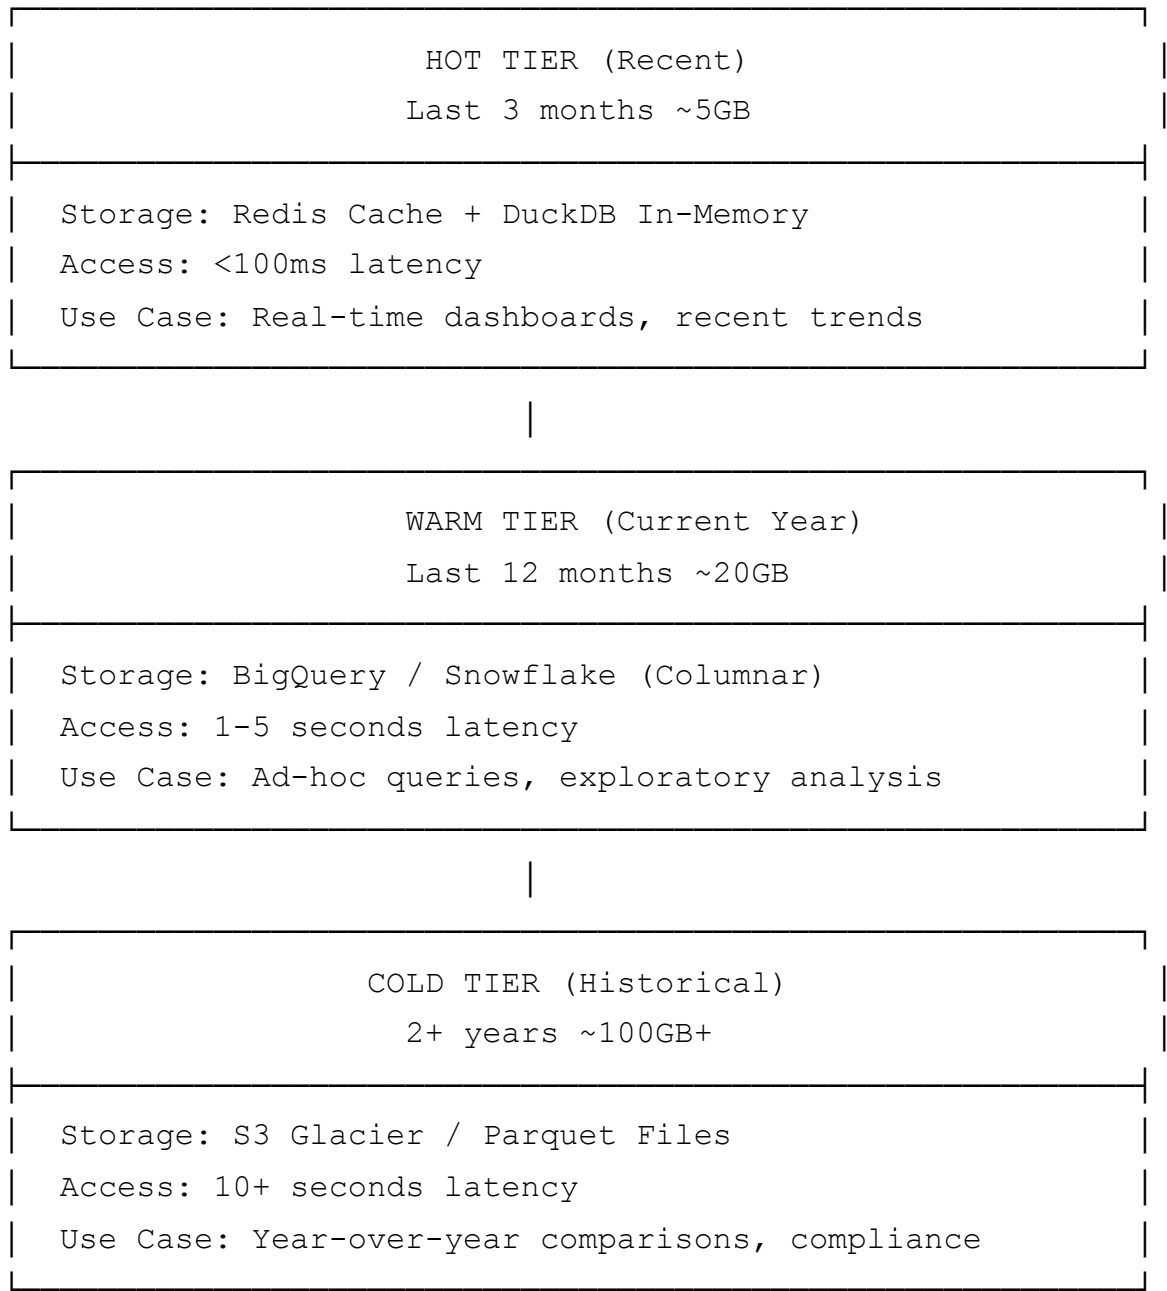 HOT TIER (Recent)
Last 3 months ~5GB
Storage: Redis Cache + DuckDB In-Memory
Access: <100ms latency
Use Case: Real-time dashboards, recent trends
WARM TIER (Current Year)
Last 12 months ~20GB
Storage: BigQuery / Snowflake (Columnar)
Access: 1-5 seconds latency
Use Case: Ad-hoc queries, exploratory analysis
COLD TIER (Historical)
2+ years ~100GB+
Storage: S3 Glacier / Parquet Files
Access: 10+ seconds latency
Use Case: Year-over-year comparisons, compliance